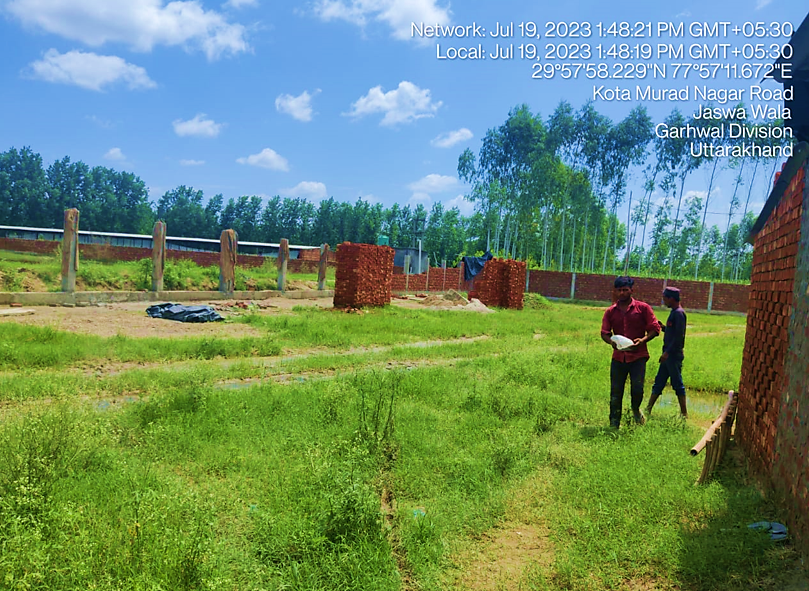 Network: Jul 19, 2023 1:48:21 PM GMT+05:30
Local: Jul 19, 2023 1:48:19 PM GMT+05:30
29°57'58.229"N 77°57'11.672"E
Kota Murad Nagar Road
Jaswa Wala
Garhwal Division
Uttarakhand